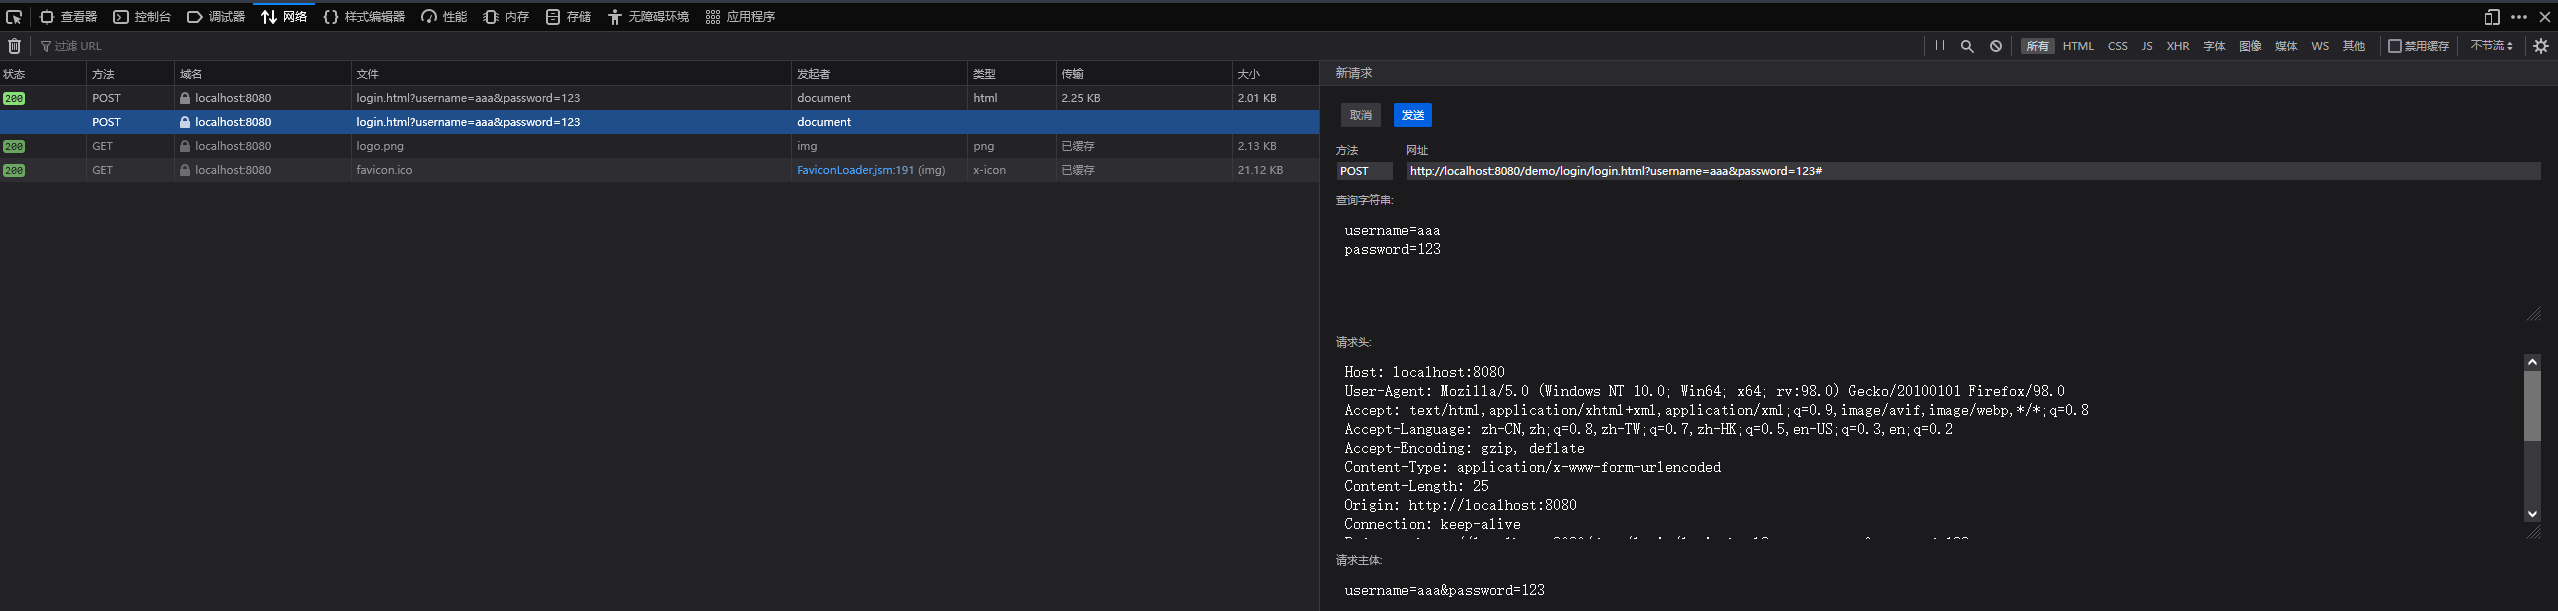 查看器 控制台 调试器 网络 样式编辑器 性能 内存 存储 无障碍环境 应用程序
过滤 URL 所有 HTML CSS JS XHR 字体 图像 媒体 WS 其他 禁用缓存 不节流
状态 方法 域名 文件 发起者 类型 传输 大小
200 POST localhost:8080 login.html?username=aaa&password=123 document html 2.25 KB 2.01 KB
POST localhost:8080 login.html?username=aaa&password=123 document
200 GET localhost:8080 logo.png img png 已缓存 2.13 KB
200 GET localhost:8080 favicon.ico FaviconLoader.jsm:191 (img) x-icon 已缓存 21.12 KB
新请求
取消 发送
方法 网址
POST http://localhost:8080/demo/login/login.html?username=aaa&password=123#
查询字符串:
username=aaa
password=123
请求头:
Host: localhost:8080
User-Agent: Mozilla/5.0 (Windows NT 10.0; Win64; x64; rv:98.0) Gecko/20100101 Firefox/98.0
Accept: text/html,application/xhtml+xml,application/xml;q=0.9,image/avif,image/webp,*/*;q=0.8
Accept-Language: zh-CN,zh;q=0.8,zh-TW;q=0.7,zh-HK;q=0.5,en-US;q=0.3,en;q=0.2
Accept-Encoding: gzip, deflate
Content-Type: application/x-www-form-urlencoded
Content-Length: 25
Origin: http://localhost:8080
Connection: keep-alive
请求主体:
username=aaa&password=123